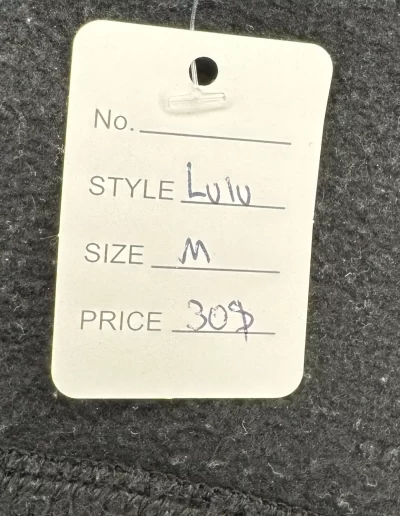 No.
STYLE Lulu
SIZE M
PRICE 30$